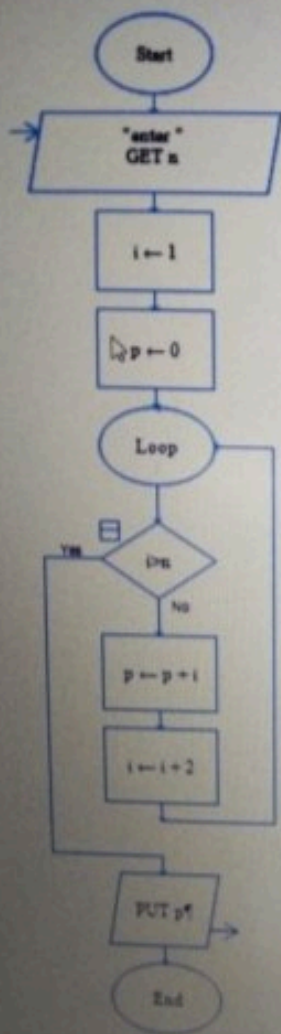 Start
"enter "
GET n
i ← 1
p ← 0
Loop
i>n
Yes
No
p ← p + i
i ← i + 2
PUT p¶
End